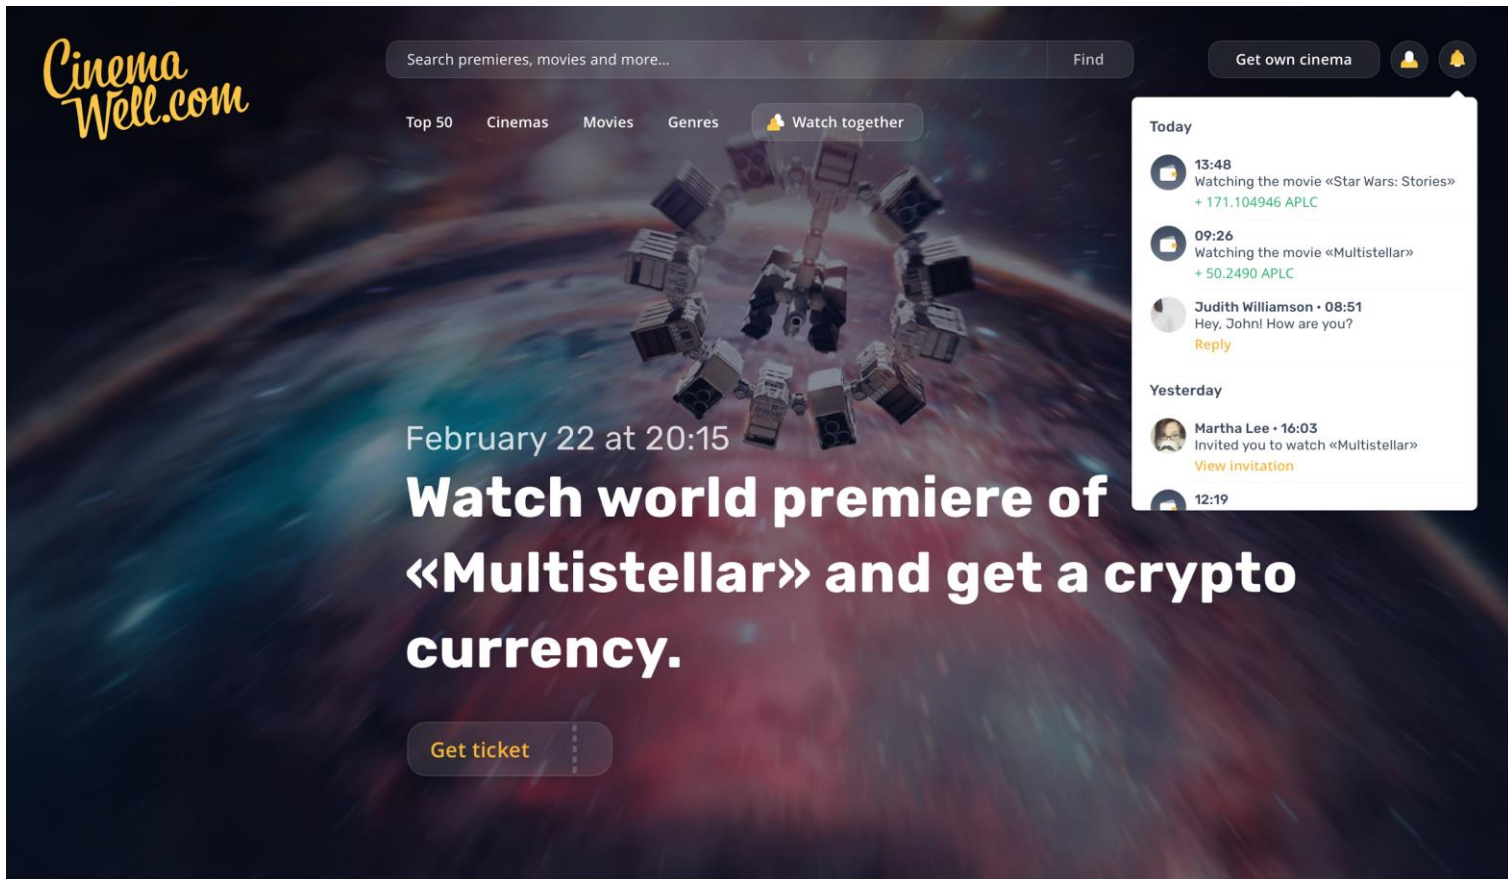 Cinema
Well.com
Search premieres, movies and more...
Find
Get own cinema
Top 50
Cinemas
Movies
Genres
Watch together
Today
13:48
Watching the movie «Star Wars: Stories»
+ 171.104946 APLC
09:26
Watching the movie «Multistellar»
+ 50.2490 APLC
Judith Williamson • 08:51
Hey, John! How are you?
Reply
Yesterday
Martha Lee • 16:03
Invited you to watch «Multistellar»
View invitation
12:19
February 22 at 20:15
Watch world premiere of
«Multistellar» and get a crypto
currency.
Get ticket